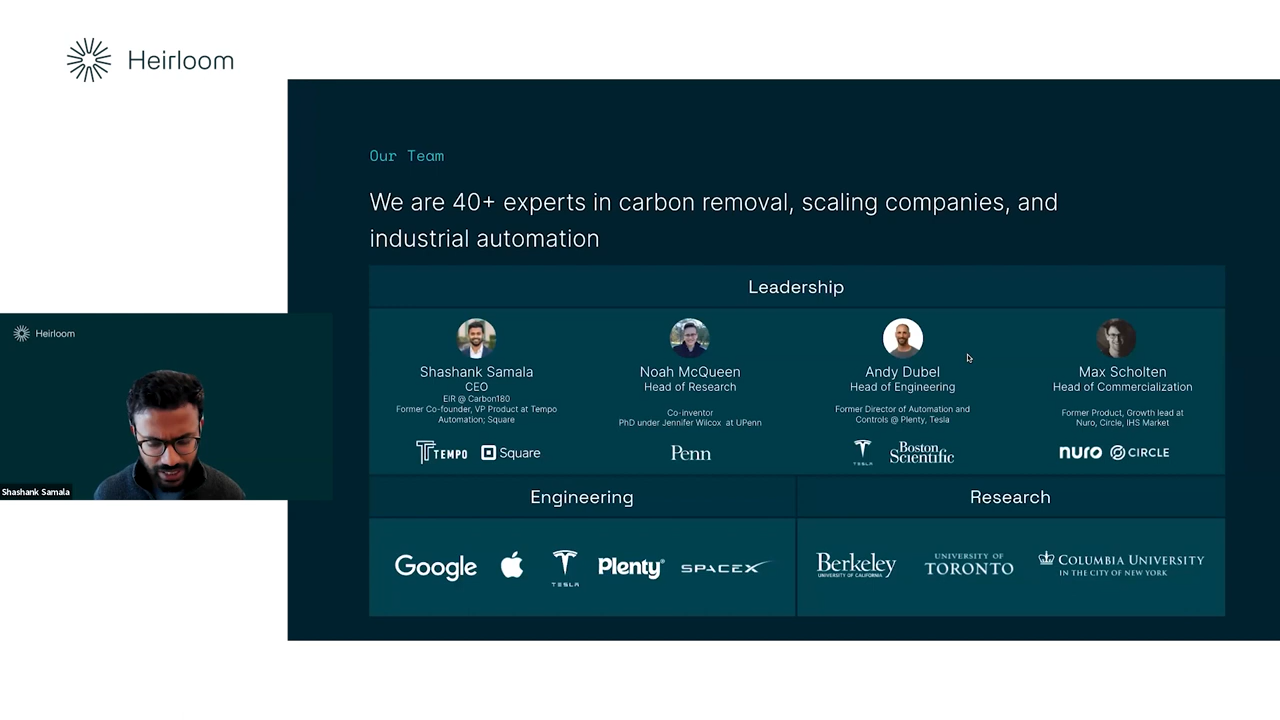 Heirloom
Our Team
We are 40+ experts in carbon removal, scaling companies, and
industrial automation
Leadership
Shashank Samala
CEO
EIR @ Carbon180
Former Co-founder, VP Product at Tempo
Automation; Square
TEMPO Square
Noah McQueen
Head of Research
Co-inventor
PhD under Jennifer Wilcox at UPenn
Penn
Andy Dubel
Head of Engineering
Former Director of Automation and
Controls @ Plenty, Tesla
TESLA
Boston
Scientific
Max Scholten
Head of Commercialization
Former Product, Growth lead at
Nuro, Circle, IHS Market
nuro CIRCLE
Engineering
Google TESLA Plenty SPACEX
Research
Berkeley
UNIVERSITY OF CALIFORNIA
UNIVERSITY OF
TORONTO
COLUMBIA UNIVERSITY
IN THE CITY OF NEW YORK
Heirloom
Shashank Samala